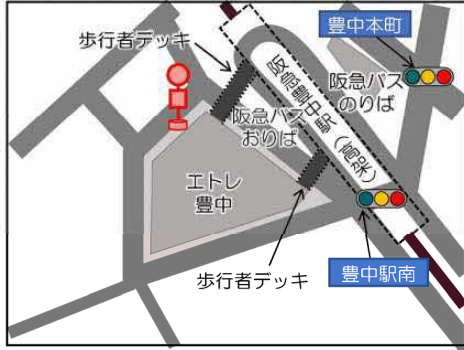 豊中本町
歩行者デッキ
阪急豊中駅(高架)
阪急バス
のりば
阪急バス
おりば
エトレ
豊中
歩行者デッキ
豊中駅南